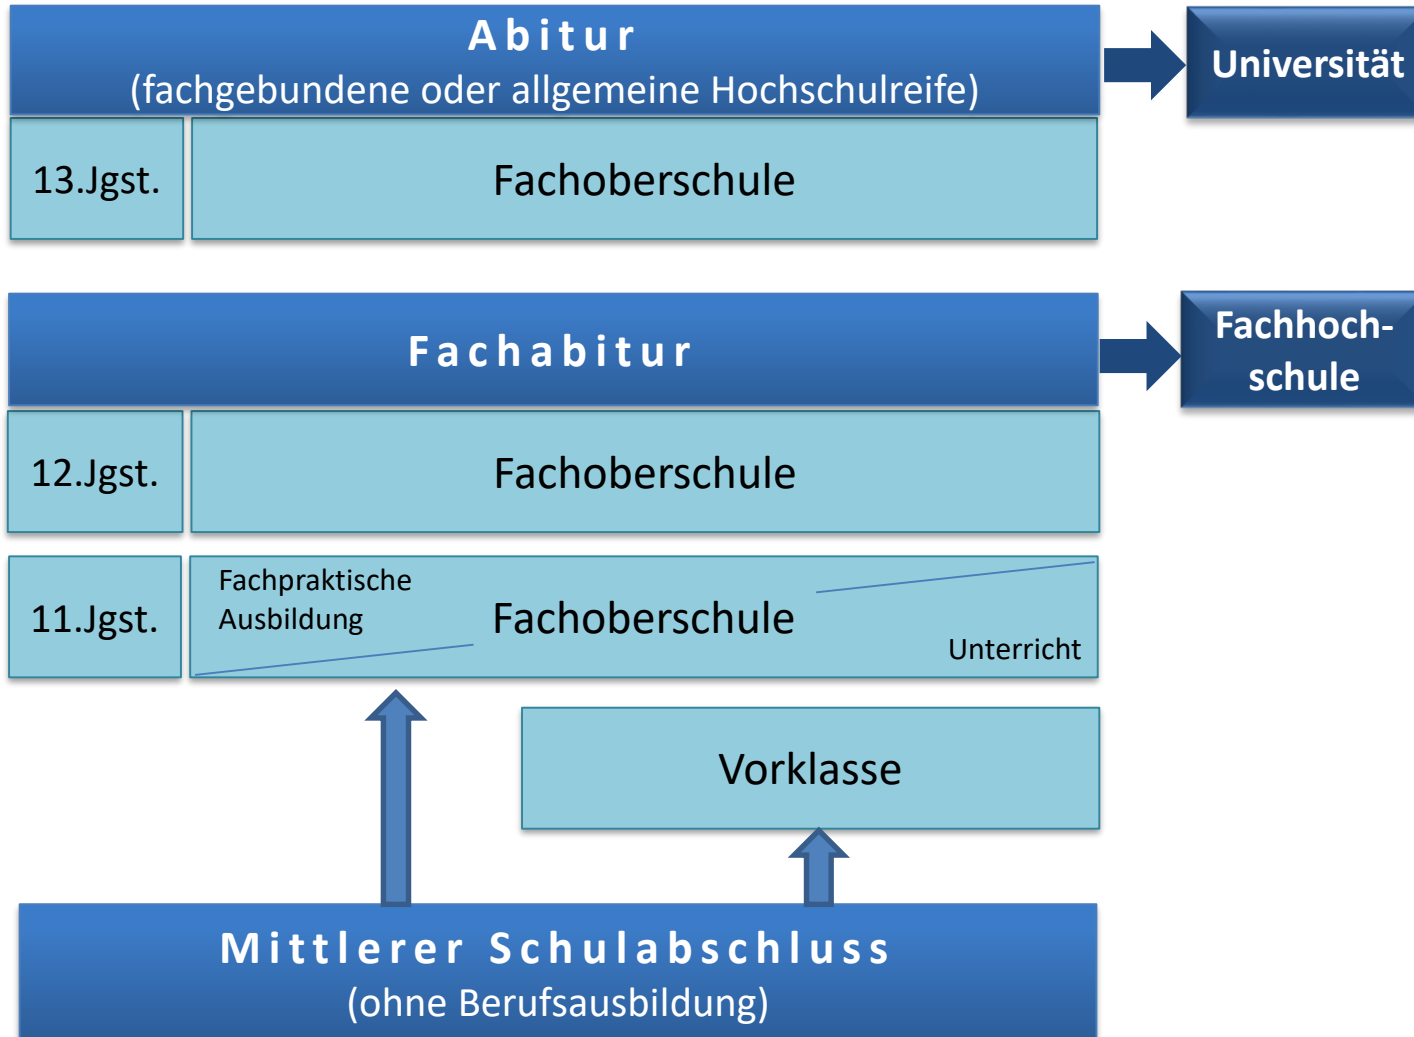 Abitur
(fachgebundene oder allgemeine Hochschulreife)
Universität
13.Jgst.
Fachoberschule
Fachabitur
Fachhoch-
schule
12.Jgst.
Fachoberschule
11.Jgst.
Fachpraktische
Ausbildung
Fachoberschule
Unterricht
Vorklasse
Mittlerer Schulabschluss
(ohne Berufsausbildung)